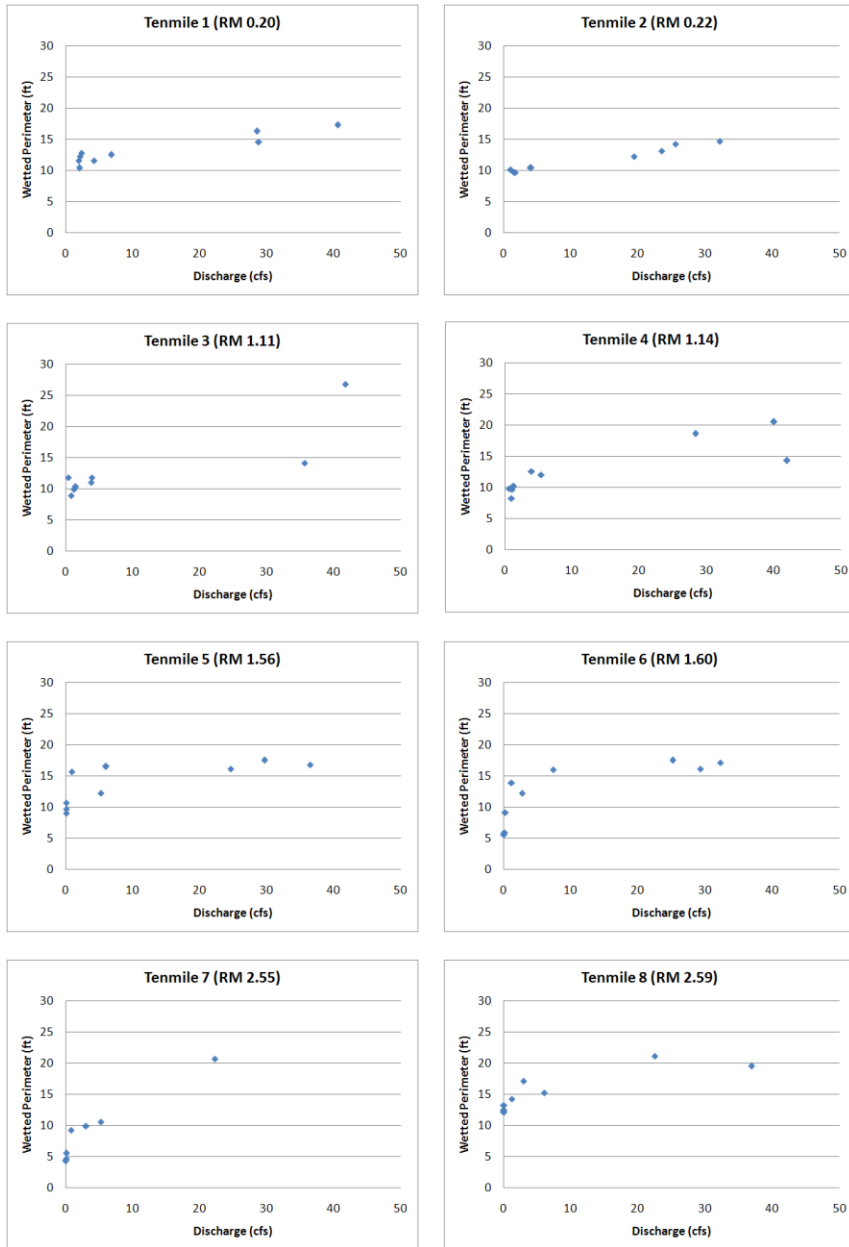 Tenmile 1 (RM 0.20)
30
25
20
15
10
5
0
Wetted Perimeter (ft)
0 10 20 30 40 50
Discharge (cfs)
Tenmile 2 (RM 0.22)
30
25
20
15
10
5
0
Wetted Perimeter (ft)
0 10 20 30 40 50
Discharge (cfs)
Tenmile 3 (RM 1.11)
30
25
20
15
10
5
0
Wetted Perimeter (ft)
0 10 20 30 40 50
Discharge (cfs)
Tenmile 4 (RM 1.14)
30
25
20
15
10
5
0
Wetted Perimeter (ft)
0 10 20 30 40 50
Discharge (cfs)
Tenmile 5 (RM 1.56)
30
25
20
15
10
5
0
Wetted Perimeter (ft)
0 10 20 30 40 50
Discharge (cfs)
Tenmile 6 (RM 1.60)
30
25
20
15
10
5
0
Wetted Perimeter (ft)
0 10 20 30 40 50
Discharge (cfs)
Tenmile 7 (RM 2.55)
30
25
20
15
10
5
0
Wetted Perimeter (ft)
0 10 20 30 40 50
Discharge (cfs)
Tenmile 8 (RM 2.59)
30
25
20
15
10
5
0
Wetted Perimeter (ft)
0 10 20 30 40 50
Discharge (cfs)